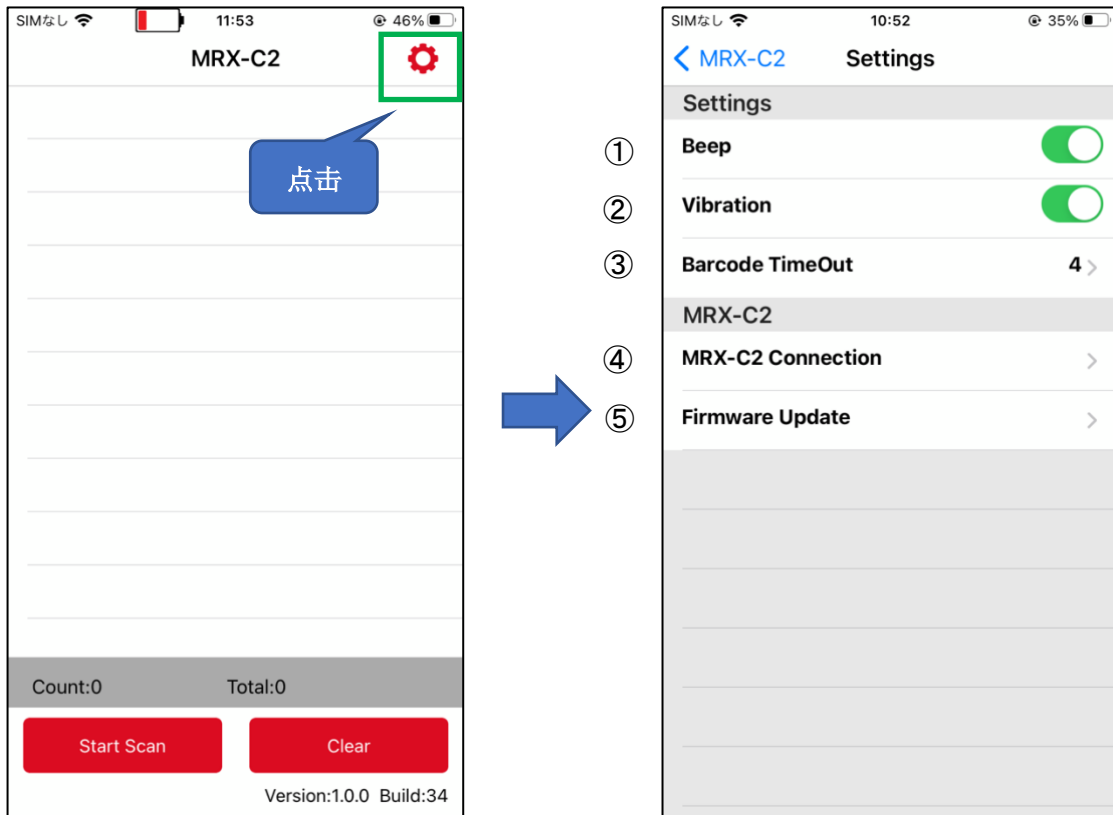 SIMなし 11:53 46%
MRX-C2
点击
Count:0 Total:0
Start Scan Clear
Version:1.0.0 Build:34
SIMなし 10:52 35%
MRX-C2 Settings
Settings
① Beep
② Vibration
③ Barcode TimeOut 4
MRX-C2
④ MRX-C2 Connection
⑤ Firmware Update